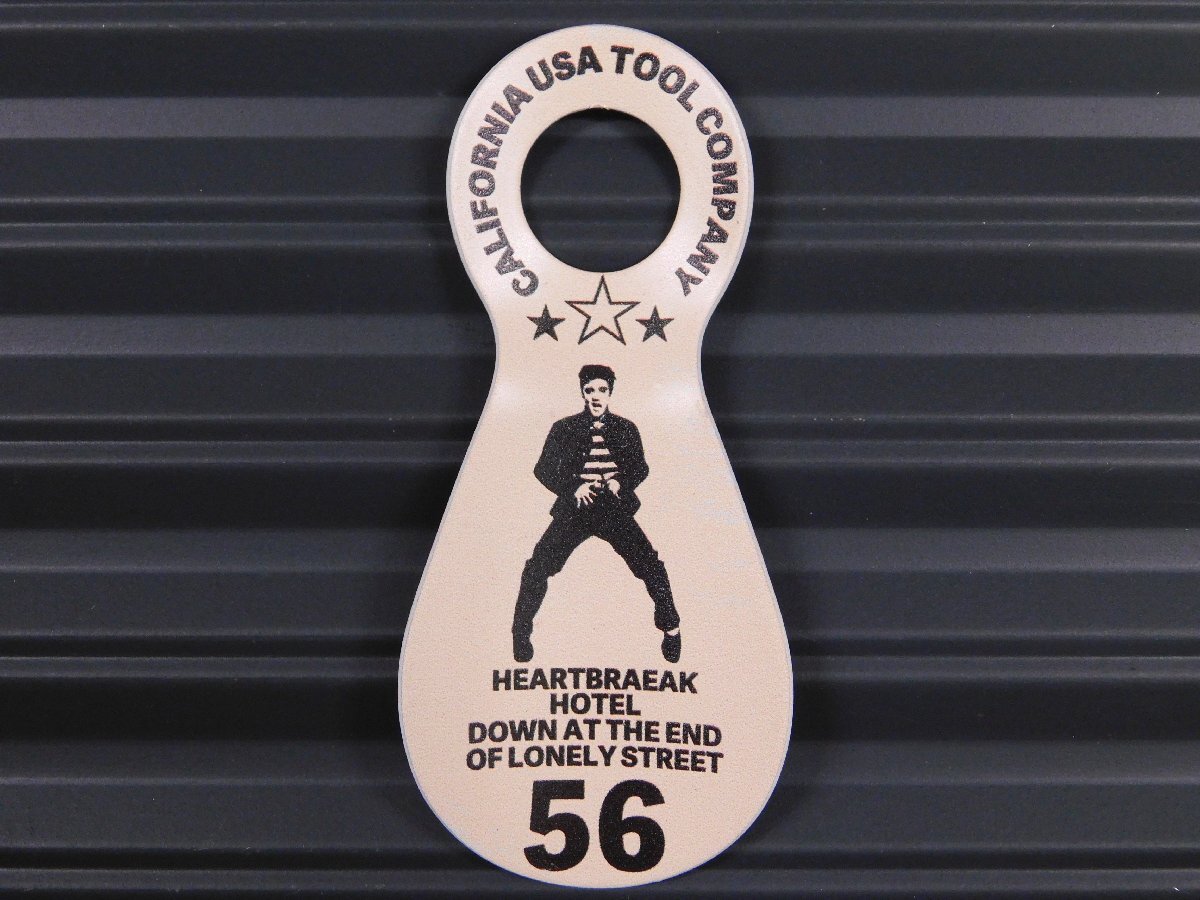 CALIFORNIA USA TOOL COMPANY
HEARTBRAEAK
HOTEL
DOWN AT THE END
OF LONELY STREET
56